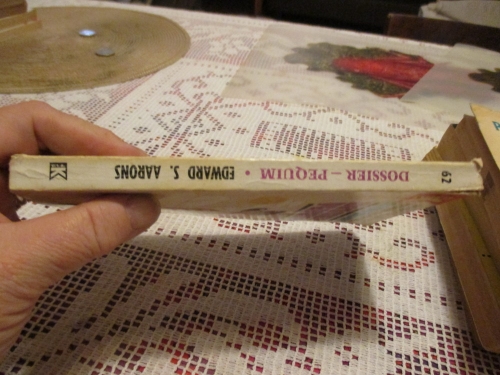 62 DOSSIER – PEQUIM • EDWARD S. AARONS K